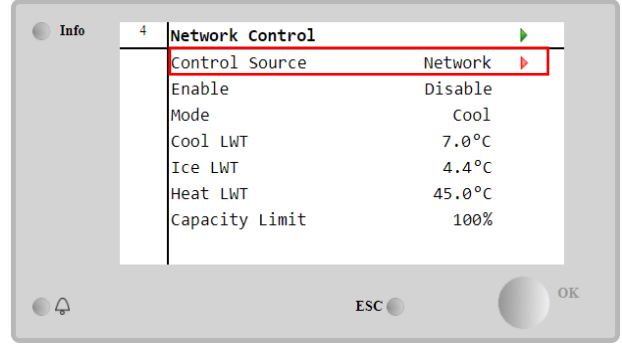 Info
4 Network Control
Control Source Network
Enable Disable
Mode Cool
Cool LWT 7.0°C
Ice LWT 4.4°C
Heat LWT 45.0°C
Capacity Limit 100%
ESC OK